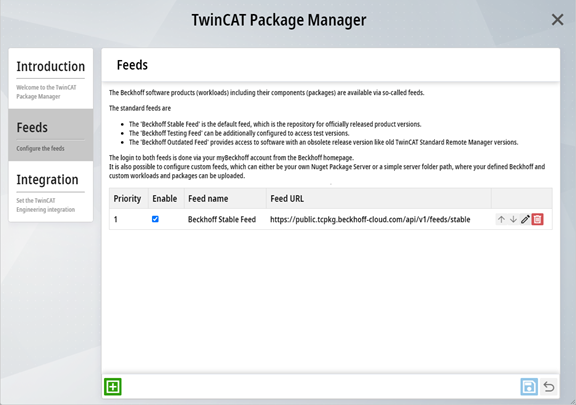 TwinCAT Package Manager
Introduction
Welcome to the TwinCAT
Package Manager
Feeds
Configure the feeds
Integration
Set the TwinCAT
Engineering integration
Feeds
The Beckhoff software products (workloads) including their components (packages) are available via so-called feeds.
The standard feeds are
• The 'Beckhoff Stable Feed' is the default feed, which is the repository for officially released product versions.
• The 'Beckhoff Testing Feed' can be additionally configured to access test versions.
• The 'Beckhoff Outdated Feed' provides access to software with an obsolete release version like old TwinCAT Standard Remote Manager versions.
The login to both feeds is done via your myBeckhoff account from the Beckhoff homepage.
It is also possible to configure custom feeds, which can either be your own Nuget Package Server or a simple server folder path, where your defined Beckhoff and
custom workloads and packages can be uploaded.
Priority Enable Feed name Feed URL
1 Beckhoff Stable Feed https://public.tcpkg.beckhoff-cloud.com/api/v1/feeds/stable